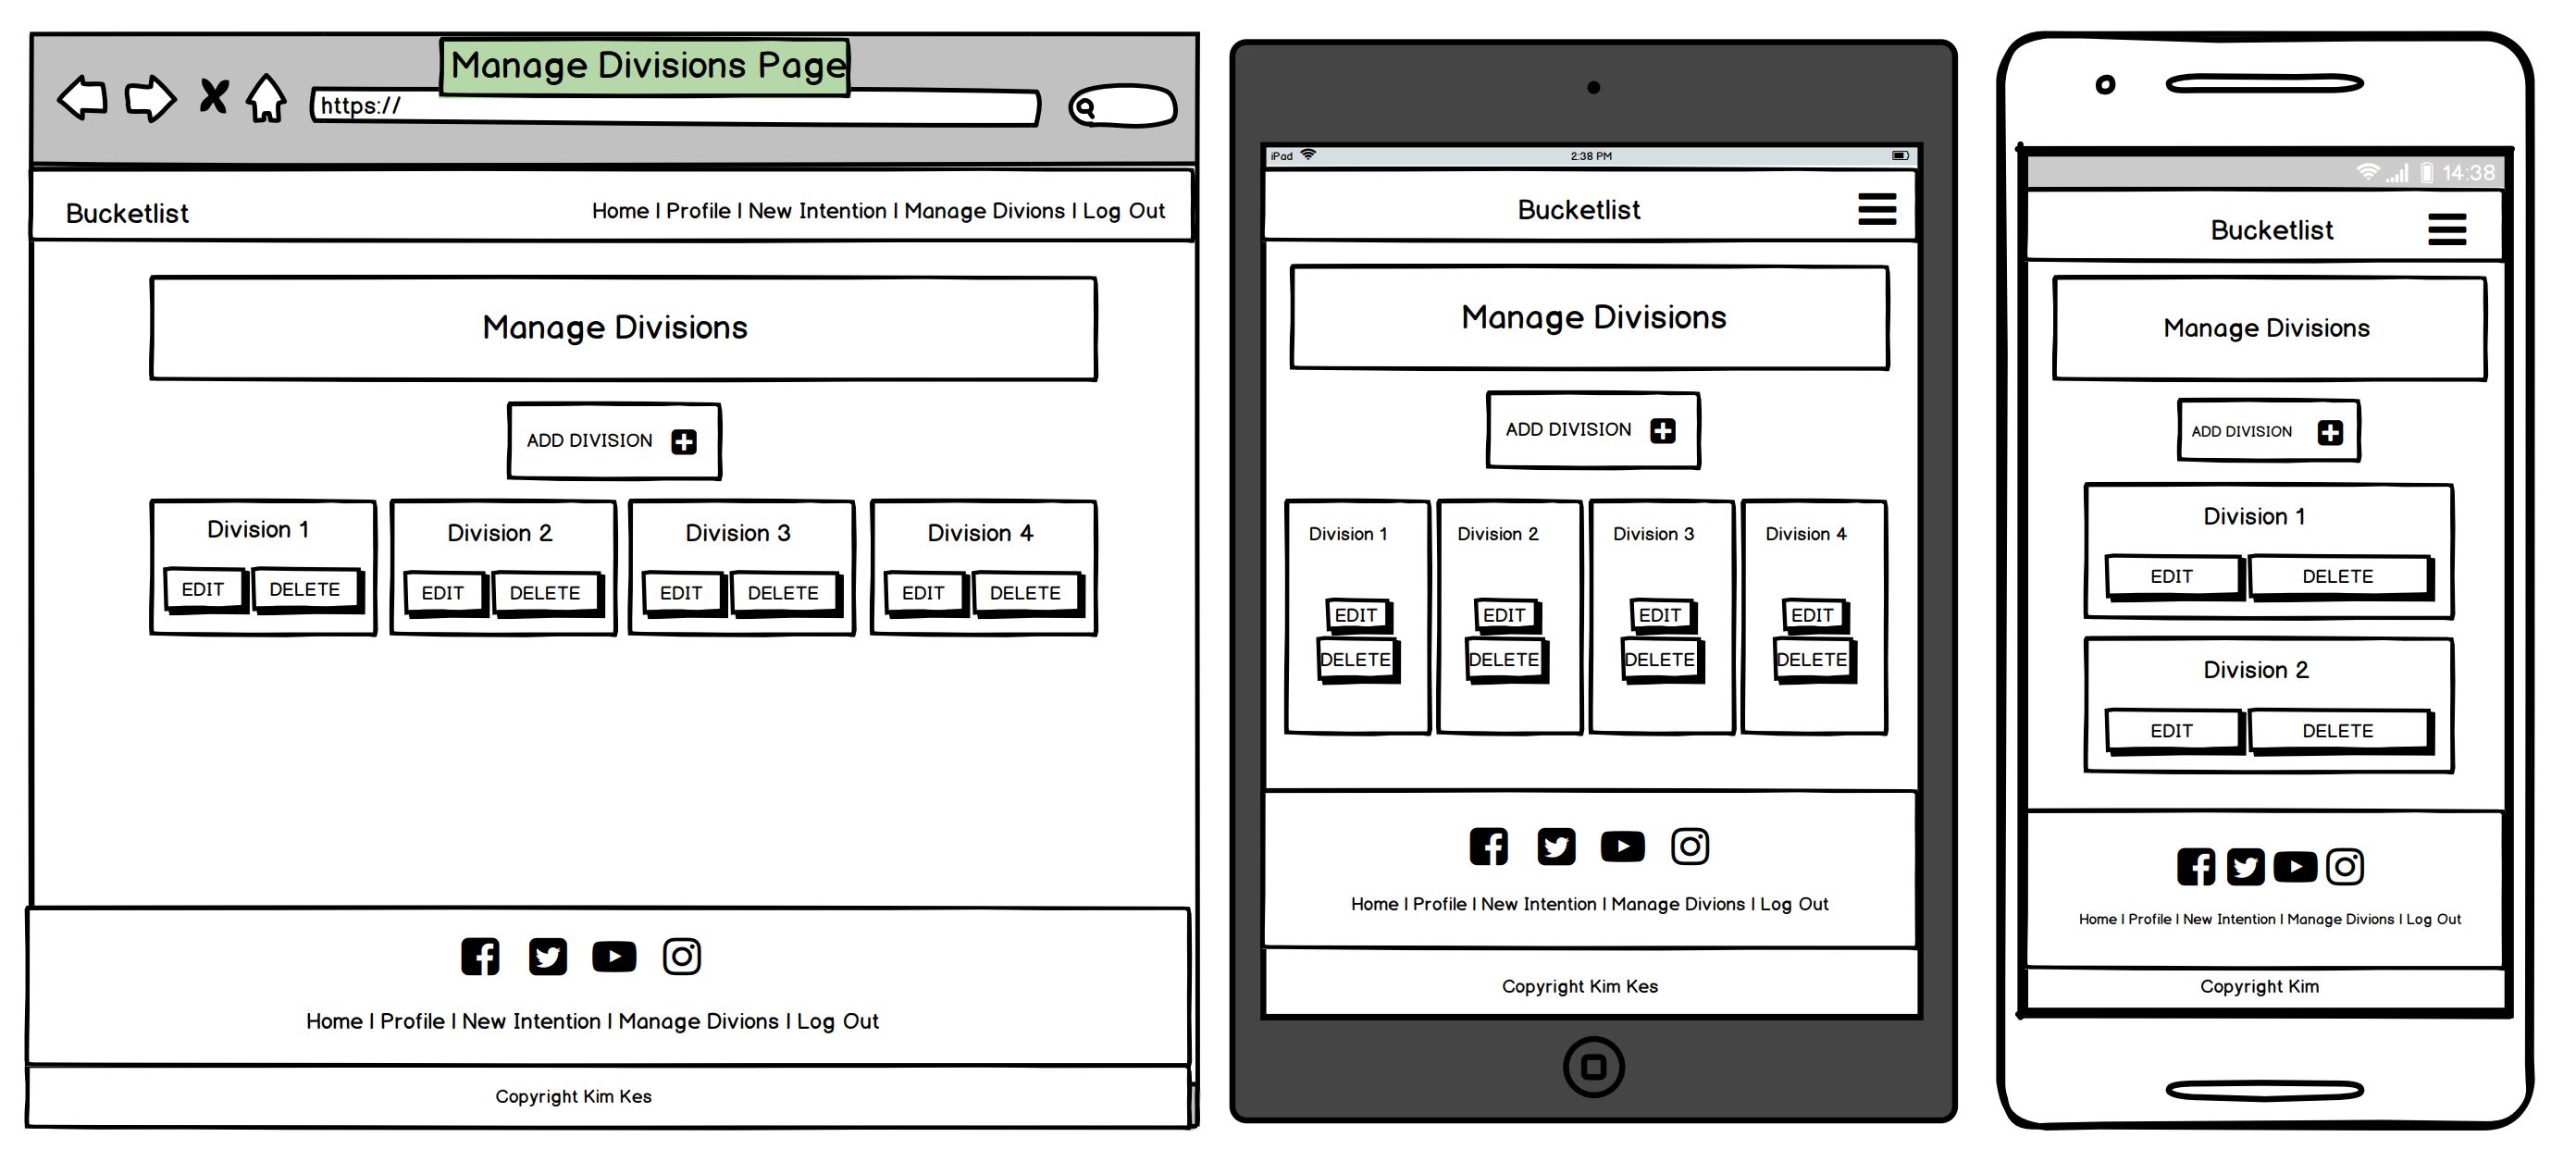 Manage Divisions Page
https://
Bucketlist
Home | Profile | New Intention | Manage Divions | Log Out
Manage Divisions
ADD DIVISION
Division 1
EDIT DELETE
Division 2
EDIT DELETE
Division 3
EDIT DELETE
Division 4
EDIT DELETE
Home | Profile | New Intention | Manage Divions | Log Out
Copyright Kim Kes
iPad 2:38 PM
Bucketlist
Manage Divisions
ADD DIVISION
Division 1
EDIT
DELETE
Division 2
EDIT
DELETE
Division 3
EDIT
DELETE
Division 4
EDIT
DELETE
Home | Profile | New Intention | Manage Divions | Log Out
Copyright Kim Kes
14:38
Bucketlist
Manage Divisions
ADD DIVISION
Division 1
EDIT DELETE
Division 2
EDIT DELETE
Home | Profile | New Intention | Manage Divions | Log Out
Copyright Kim